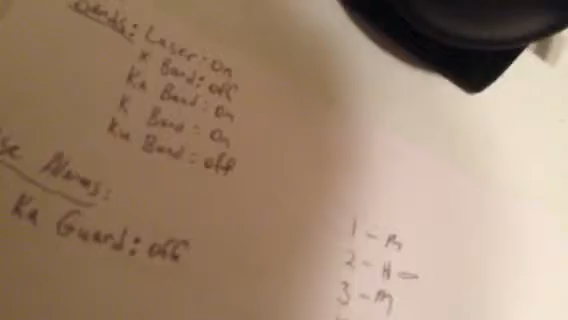 Bands: Laser: On
X Band: off
Ka Band: on
K Band: on
Ku Band: off
Alarms:
Ka Guard: off
1 - M
2 - H
3 - M